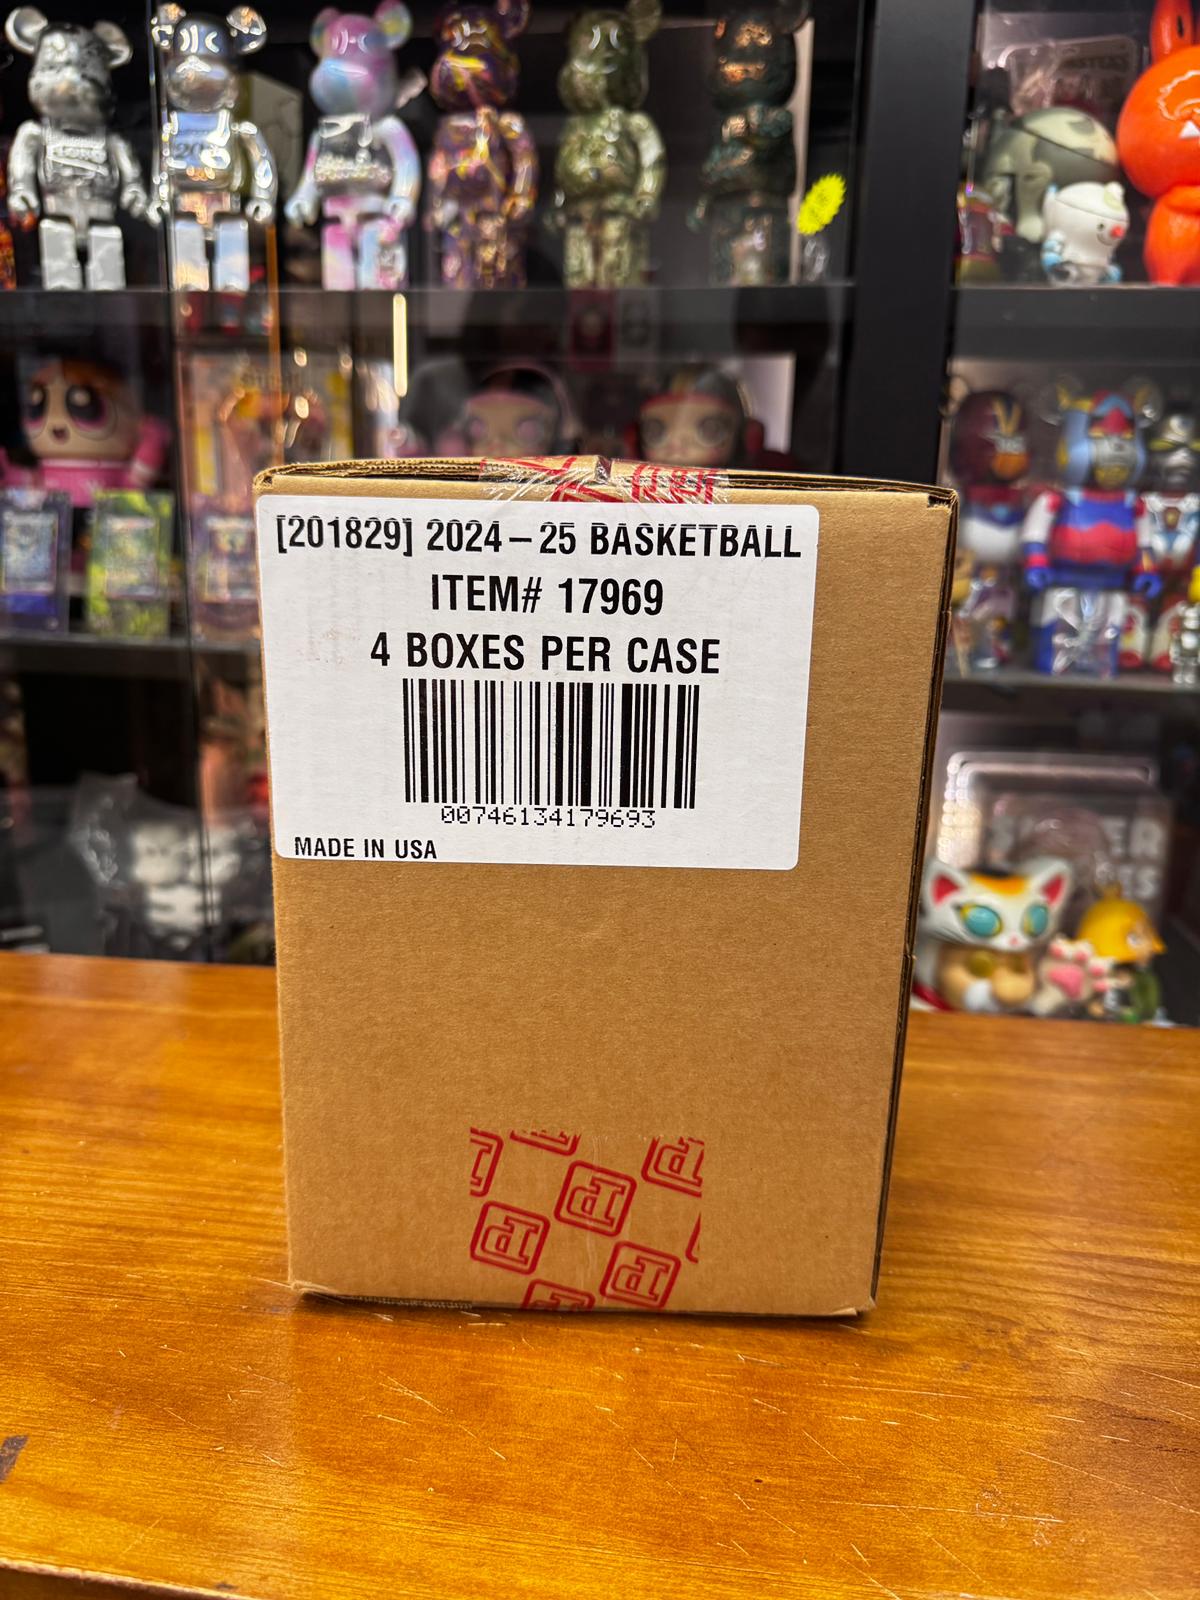 [201829] 2024-25 BASKETBALL
ITEM# 17969
4 BOXES PER CASE
00746134179693
MADE IN USA